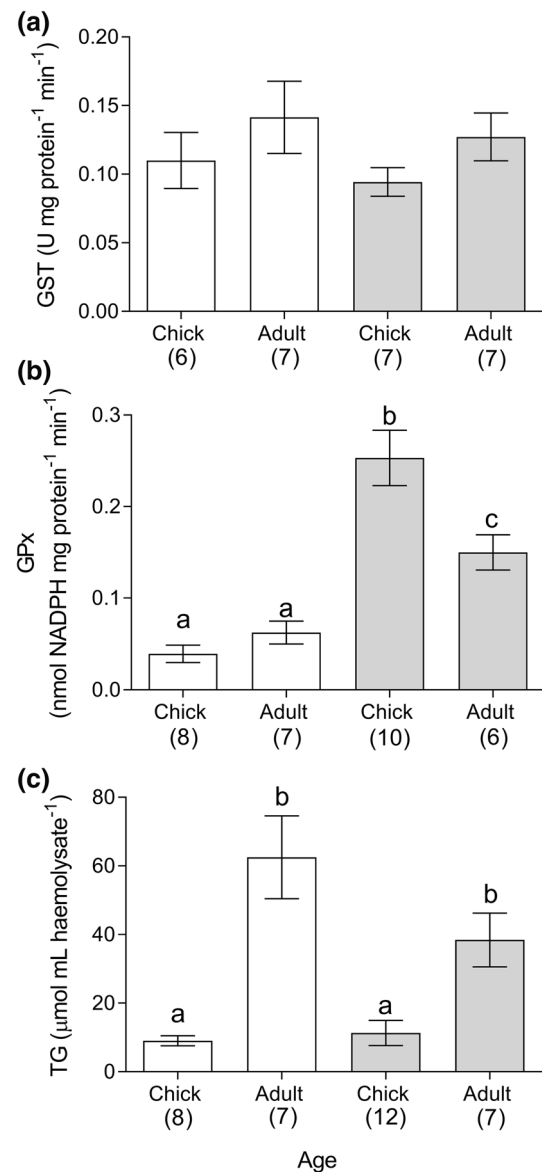 (a)
GST (U mg protein⁻¹ min⁻¹)
0.20
0.15
0.10
0.05
0.00
Chick Adult Chick Adult
(6) (7) (7) (7)
(b)
GPx
(nmol NADPH mg protein⁻¹ min⁻¹)
0.3
0.2
0.1
0.0
a a b c
Chick Adult Chick Adult
(8) (7) (10) (6)
(c)
TG (µmol mL haemolysate⁻¹)
80
60
40
20
0
a b a b
Chick Adult Chick Adult
(8) (7) (12) (7)
Age